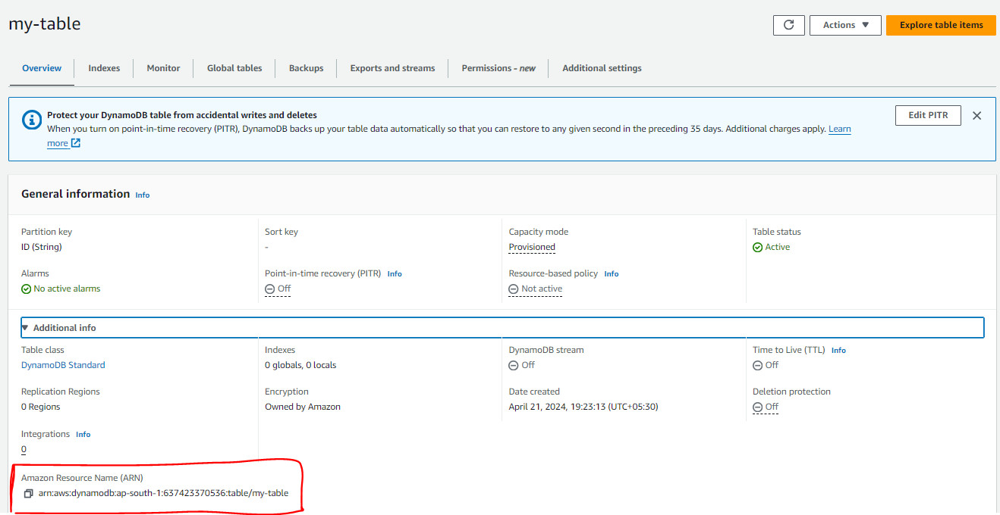 my-table
Actions
Explore table items
Overview
Indexes
Monitor
Global tables
Backups
Exports and streams
Permissions - new
Additional settings
Protect your DynamoDB table from accidental writes and deletes
When you turn on point-in-time recovery (PITR), DynamoDB backs up your table data automatically so that you can restore to any given second in the preceding 35 days. Additional charges apply. Learn
more
Edit PITR
General information Info
Partition key
ID (String)
Sort key
-
Capacity mode
Provisioned
Table status
Active
Alarms
No active alarms
Point-in-time recovery (PITR) Info
Off
Resource-based policy Info
Not active
Additional info
Table class
DynamoDB Standard
Indexes
0 globals, 0 locals
DynamoDB stream
Off
Time to Live (TTL) Info
Off
Replication Regions
0 Regions
Encryption
Owned by Amazon
Date created
April 21, 2024, 19:23:13 (UTC+05:30)
Deletion protection
Off
Integrations Info
0
Amazon Resource Name (ARN)
arn:aws:dynamodb:ap-south-1:637423370536:table/my-table